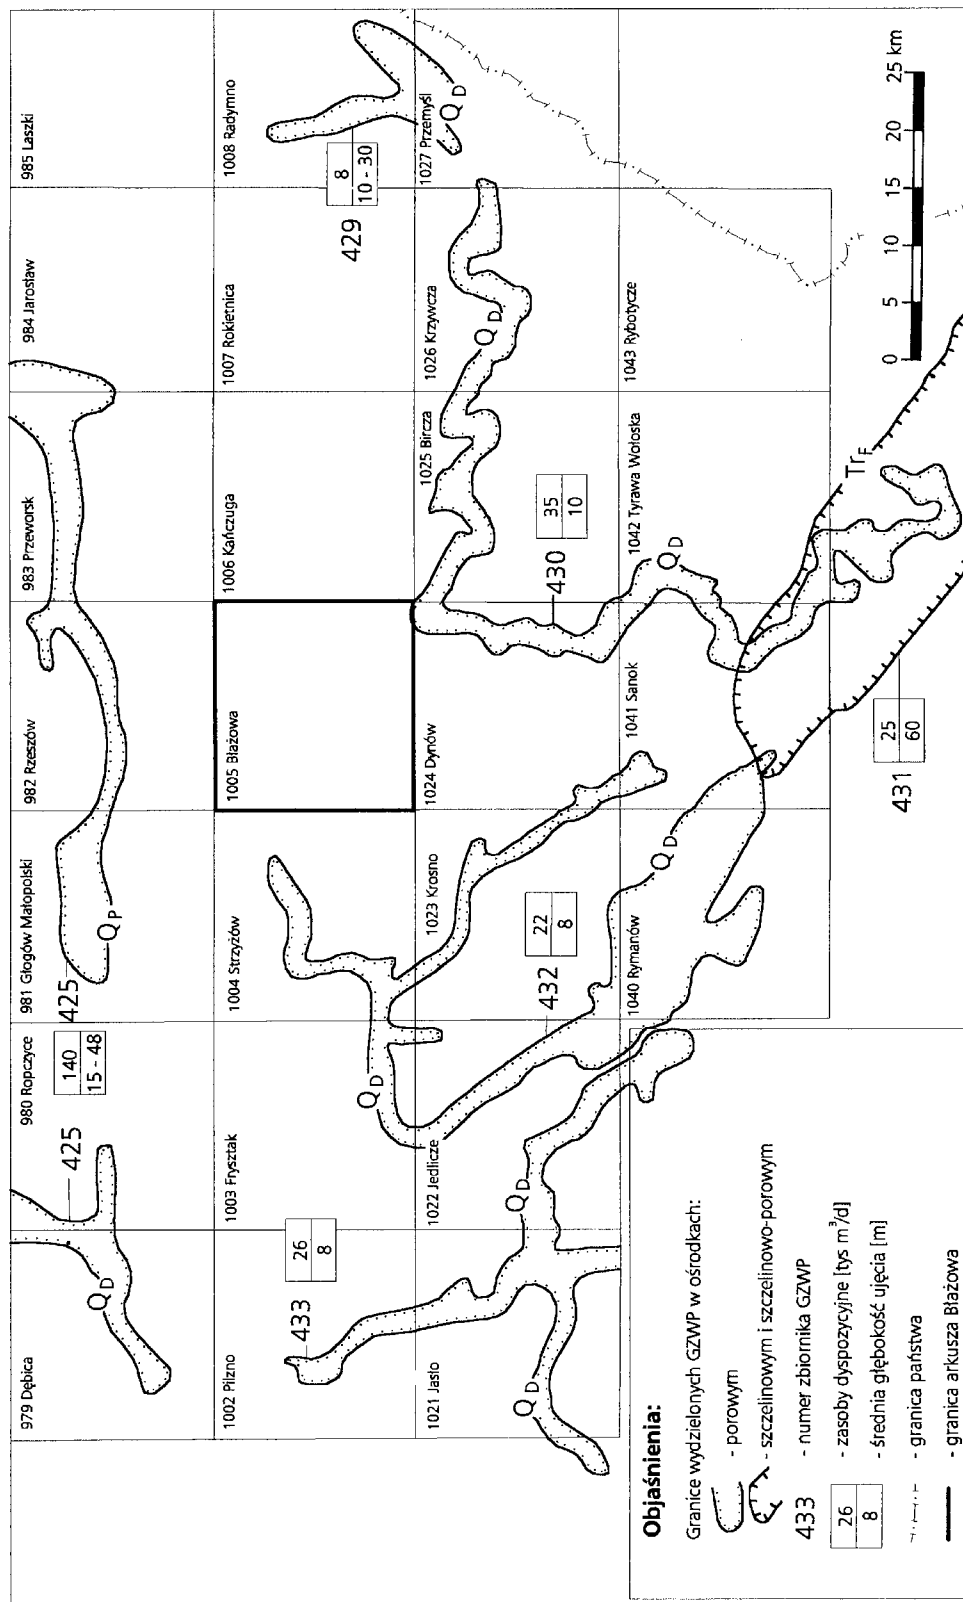 979 Dębica
980 Ropczyce
981 Głogów Małopolski
982 Rzeszów
983 Przeworsk
984 Jarosław
985 Laszki
Q D
425
140
15 - 48
425
Q P
1002 Pilzno
1003 Frysztak
1004 Strzyżów
1005 Błażowa
1006 Kańczuga
1007 Rokietnica
1008 Radymno
433
26
8
Q D
429
8
10 - 30
1021 Jasło
1022 Jedlicze
1023 Krosno
1024 Dynów
1025 Bircza
1026 Krzywcza
1027 Przemyśl
Q D
Q D
Q D
Q D
432
22
8
430
35
10
1040 Rymanów
1041 Sanok
1042 Tyrawa Wołoska
1043 Rybotycze
Q D
Q D
Tr F
431
25
60
0 5 10 15 20 25 km
Objaśnienia:
Granice wydzielonych GZWP w ośrodkach:
- porowym
- szczelinowym i szczelinowo-porowym
433 - numer zbiornika GZWP
26 - zasoby dyspozycyjne [tys m³/d]
8 - średnia głębokość ujęcia [m]
- granica państwa
- granica arkusza Błażowa